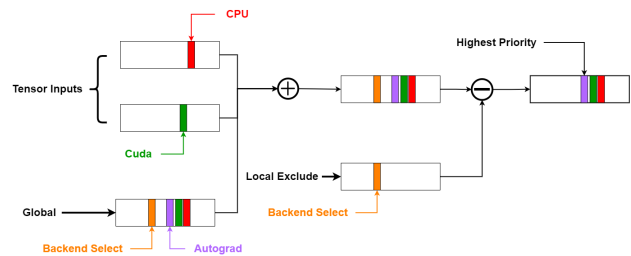 CPU
Highest Priority
Tensor Inputs
Cuda
Local Exclude
Global
Backend Select
Backend Select
Autograd